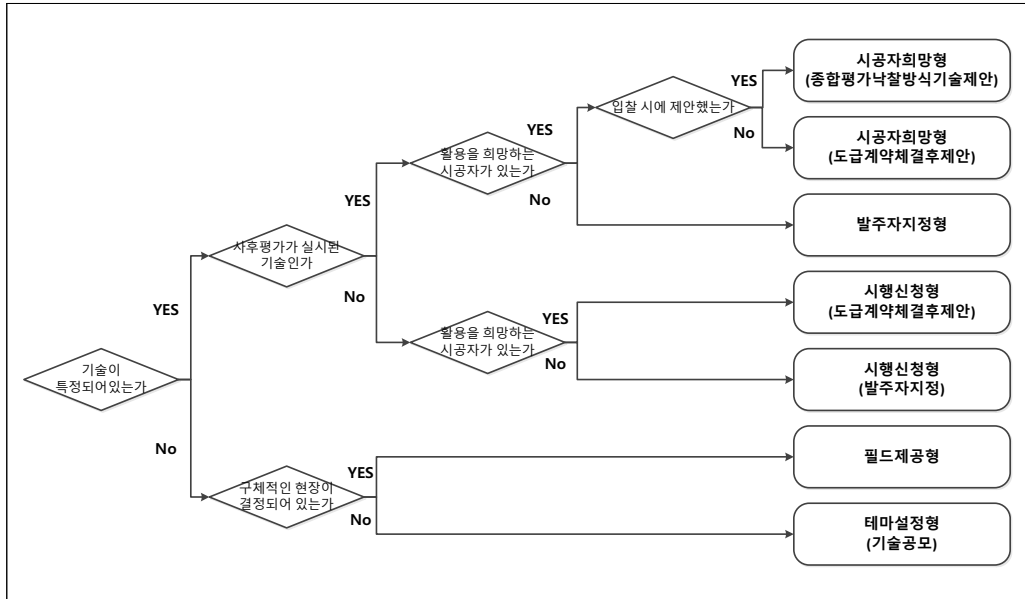 시공자희망형
(종합평가낙찰방식기술제안)
YES
입찰 시에 제안했는가
No
시공자희망형
(도급계약체결후제안)
YES
활용을 희망하는
시공자가 있는가
No
발주자지정형
YES
사후평가가 실시된
기술인가
No
시행신청형
(도급계약체결후제안)
YES
활용을 희망하는
시공자가 있는가
No
시행신청형
(발주자지정)
YES
기술이
특정되어있는가
No
필드제공형
YES
구체적인 현장이
결정되어 있는가
No
테마설정형
(기술공모)